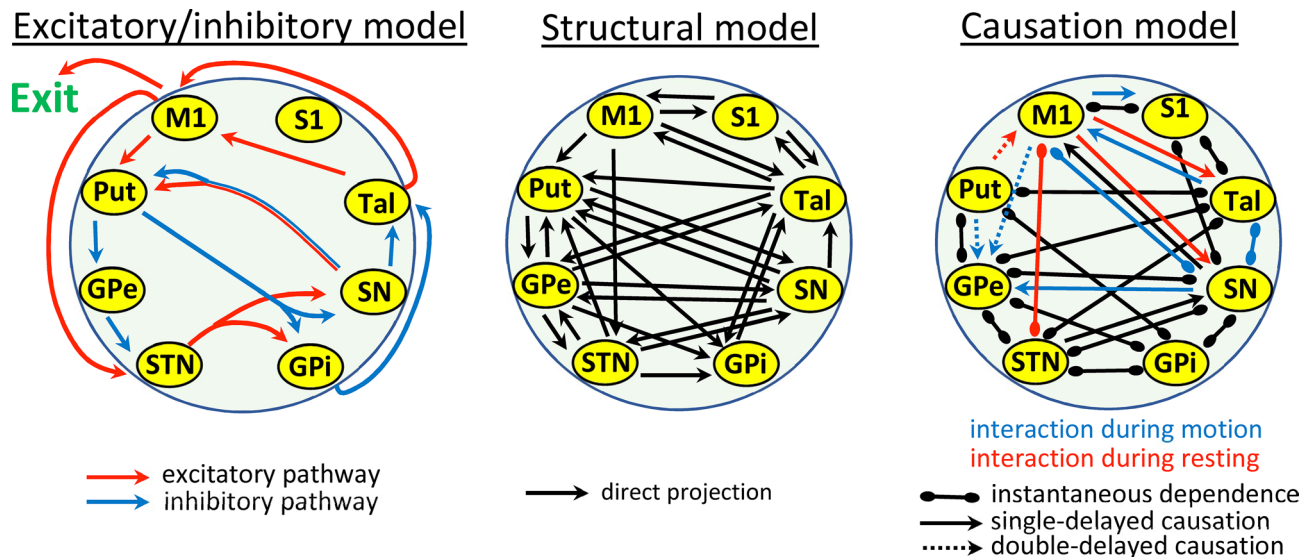 Excitatory/inhibitory model
Structural model
Causation model
Exit
M1
S1
Put
Tal
GPe
SN
STN
GPi
M1
S1
Put
Tal
GPe
SN
STN
GPi
M1
S1
Put
Tal
GPe
SN
STN
GPi
excitatory pathway
inhibitory pathway
direct projection
interaction during motion
interaction during resting
instantaneous dependence
single-delayed causation
double-delayed causation